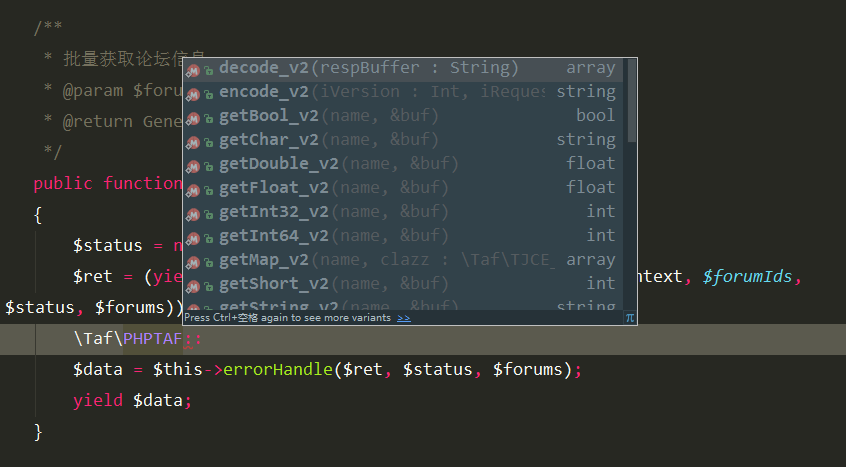 /**
* 批量获取论坛信息
* @param $foru
* @return Gene
*/
public function
{
$status = n
$ret = (yie ntext, $forumIds,
$status, $forums))
\Taf\PHPTAF::
$data = $this->errorHandle($ret, $status, $forums);
yield $data;
}
decode_v2(respBuffer : String) array
encode_v2(iVersion : Int, iReques string
getBool_v2(name, &buf) bool
getChar_v2(name, &buf) string
getDouble_v2(name, &buf) float
getFloat_v2(name, &buf) float
getInt32_v2(name, &buf) int
getInt64_v2(name, &buf) int
getMap_v2(name, clazz : \Taf\TJCE_ array
getShort_v2(name, &buf) int
getString_v2(name, &buf) string
Press Ctrl+空格 again to see more variants >> π